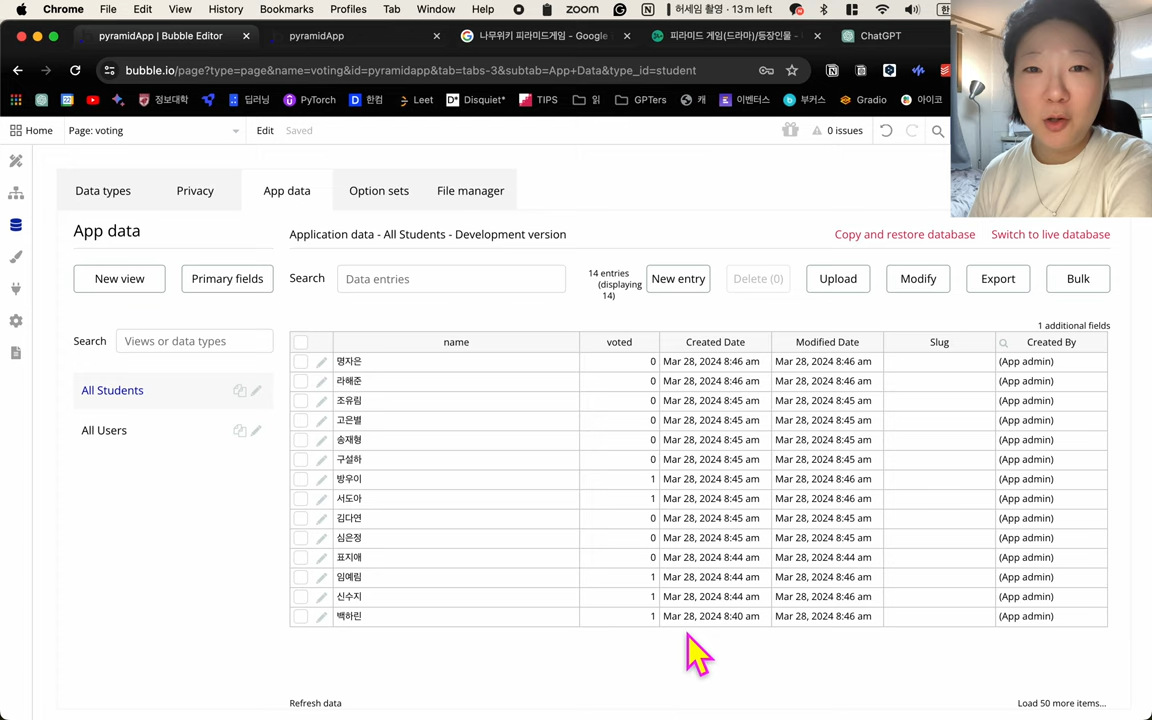 Chrome File Edit View History Bookmarks Profiles Tab Window Help zoom 허세임 촬영 · 13m left 한
pyramidApp | Bubble Editor pyramidApp 나무위키 피라미드게임 - Google 피라미드 게임(드라마)/등장인물 - ChatGPT
bubble.io/page?type=page&name=voting&id=pyramidapp&tab=tabs-3&subtab=App+Data&type_id=student
정보대학 딥러닝 PyTorch 한컴 Leet Disquiet* TIPS 읽 GPTers 캐 이벤터스 부커스 Gradio 아이코
Home Page: voting Edit Saved 0 issues
Data types Privacy App data Option sets File manager
App data
Application data - All Students - Development version Copy and restore database Switch to live database
New view Primary fields Search Data entries 14 entries (displaying 14) New entry Delete (0) Upload Modify Export Bulk
1 additional fields
Search Views or data types
name voted Created Date Modified Date Slug Created By
All Students
All Users
명자은 0 Mar 28, 2024 8:46 am Mar 28, 2024 8:46 am (App admin)
라해준 0 Mar 28, 2024 8:46 am Mar 28, 2024 8:46 am (App admin)
조유림 0 Mar 28, 2024 8:45 am Mar 28, 2024 8:45 am (App admin)
고은별 0 Mar 28, 2024 8:45 am Mar 28, 2024 8:45 am (App admin)
송재형 0 Mar 28, 2024 8:45 am Mar 28, 2024 8:45 am (App admin)
구설하 0 Mar 28, 2024 8:45 am Mar 28, 2024 8:45 am (App admin)
방우이 1 Mar 28, 2024 8:45 am Mar 28, 2024 8:46 am (App admin)
서도아 1 Mar 28, 2024 8:45 am Mar 28, 2024 8:46 am (App admin)
김다연 0 Mar 28, 2024 8:45 am Mar 28, 2024 8:45 am (App admin)
심은정 0 Mar 28, 2024 8:45 am Mar 28, 2024 8:45 am (App admin)
표지애 0 Mar 28, 2024 8:44 am Mar 28, 2024 8:44 am (App admin)
임예림 1 Mar 28, 2024 8:44 am Mar 28, 2024 8:46 am (App admin)
신수지 1 Mar 28, 2024 8:44 am Mar 28, 2024 8:46 am (App admin)
백하린 1 Mar 28, 2024 8:40 am Mar 28, 2024 8:46 am (App admin)
Refresh data Load 50 more items...